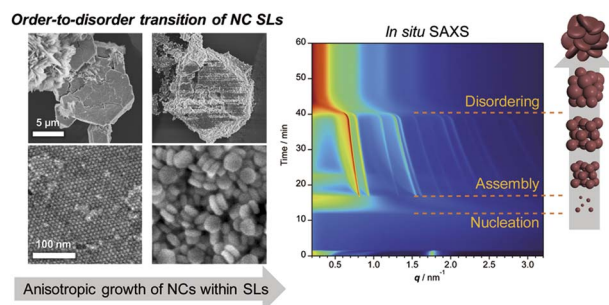 Order-to-disorder transition of NC SLs
5 μm
100 nm
Anisotropic growth of NCs within SLs
In situ SAXS
Time / min
60
50
40
30
20
10
0
Disordering
Assembly
Nucleation
0.5
1.0
1.5
2.0
2.5
3.0
q / nm⁻¹